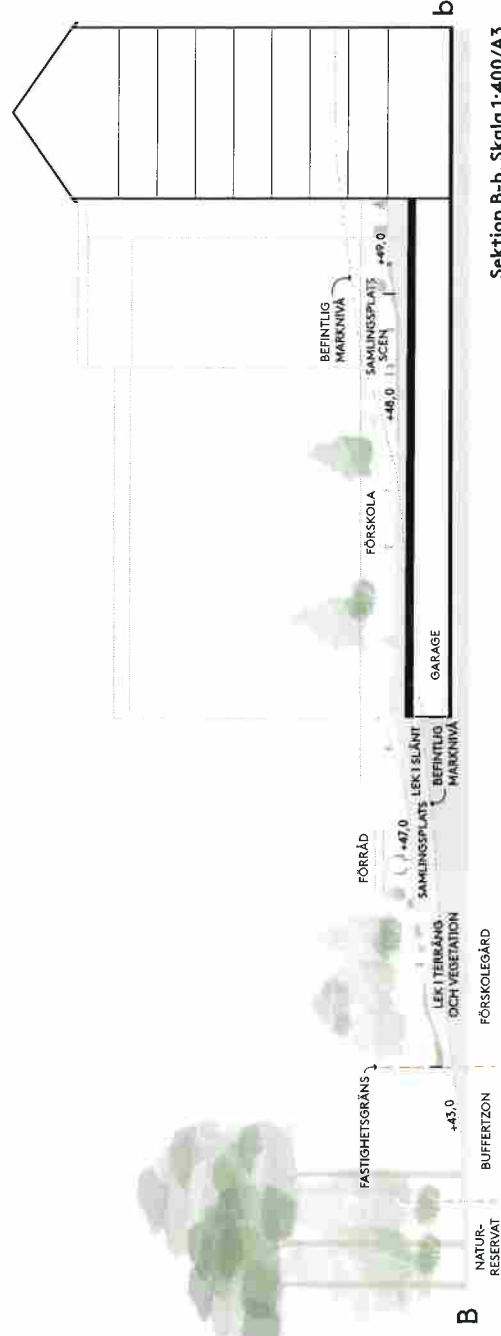 BEFINTLIG
MARKNIVÅ
SAMLINGSPLATS
SCEN
+49,0
+48,0
FÖRSKOLA
GARAGE
FÖRRÅD
+47,0
LEK I SLÄNT
SAMLINGSPLATS
BEFINTLIG
MARKNIVÅ
LEK I TERRÄNG
OCH VEGETATION
FASTIGHETSGRÄNS
+43,0
NATUR-
RESERVAT
BUFFERTZON
FÖRSKOLEGÅRD
B
b
Sektion B-b, Skala 1:400/A3